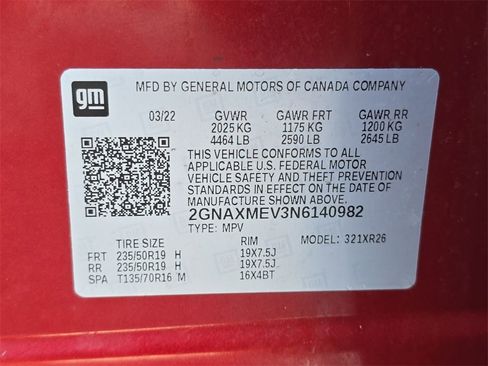 gm
MFD BY GENERAL MOTORS OF CANADA COMPANY
03/22 GVWR GAWR FRT GAWR RR
2025 KG 1175 KG 1200 KG
4464 LB 2590 LB 2645 LB
THIS VEHICLE CONFORMS TO ALL
APPLICABLE U.S. FEDERAL MOTOR
VEHICLE SAFETY AND THEFT PREVENTION
STANDARDS IN EFFECT ON THE DATE OF
MANUFACTURE SHOWN ABOVE.
2GNAXMEV3N6140982
TYPE: MPV
TIRE SIZE RIM MODEL: 321XR26
FRT 235/50R19 H 19X7.5J
RR 235/50R19 H 19X7.5J
SPA T135/70R16 M 16X4BT